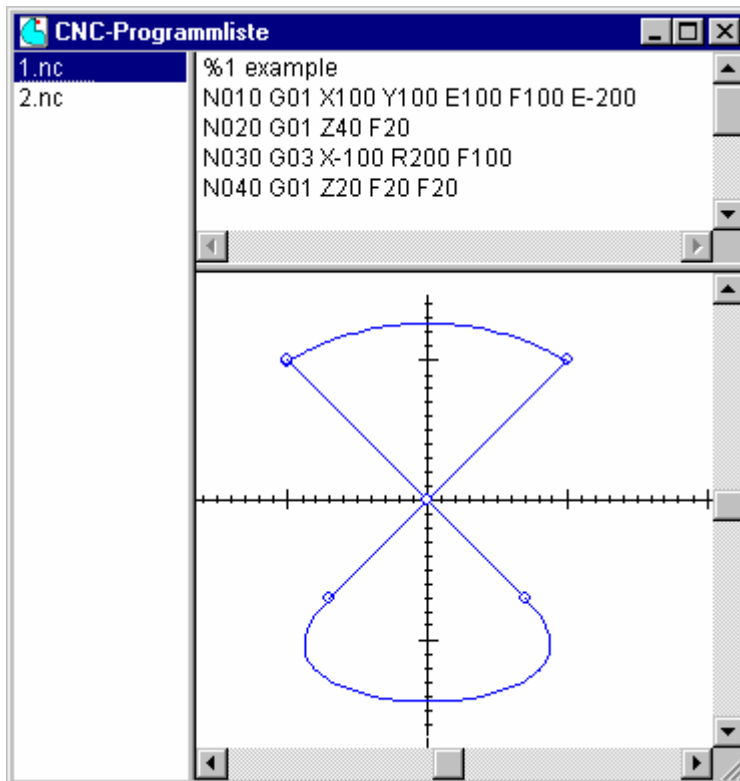 CNC-Programmliste
1.nc
2.nc
%1 example
N010 G01 X100 Y100 E100 F100 E-200
N020 G01 Z40 F20
N030 G03 X-100 R200 F100
N040 G01 Z20 F20 F20